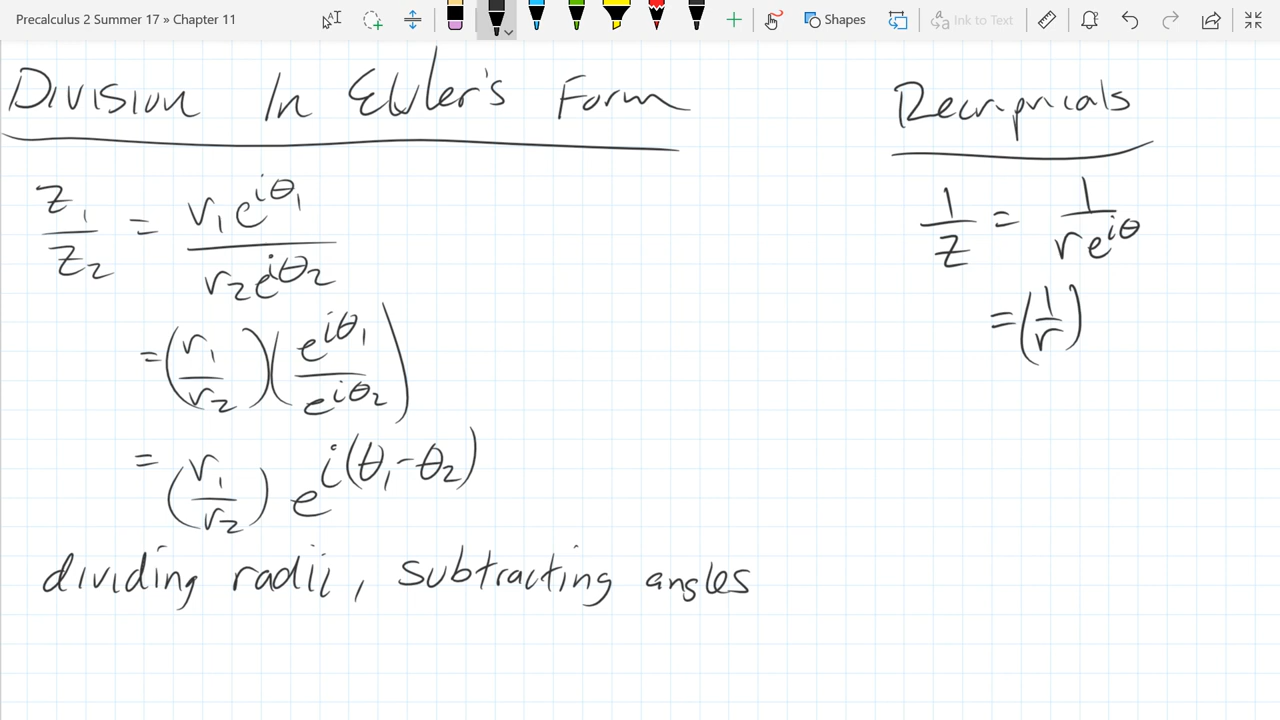 Precalculus 2 Summer 17 » Chapter 11
Shapes
Ink to Text
Division In Euler's Form
z₁/z₂ = r₁e^(iθ₁)/r₂e^(iθ₂)
=(r₁/r₂)(e^(iθ₁)/e^(iθ₂))
=(r₁/r₂) e^(i(θ₁-θ₂))
dividing radii, subtracting angles
Recripricals
1/z = 1/re^(iθ)
=(1/r)